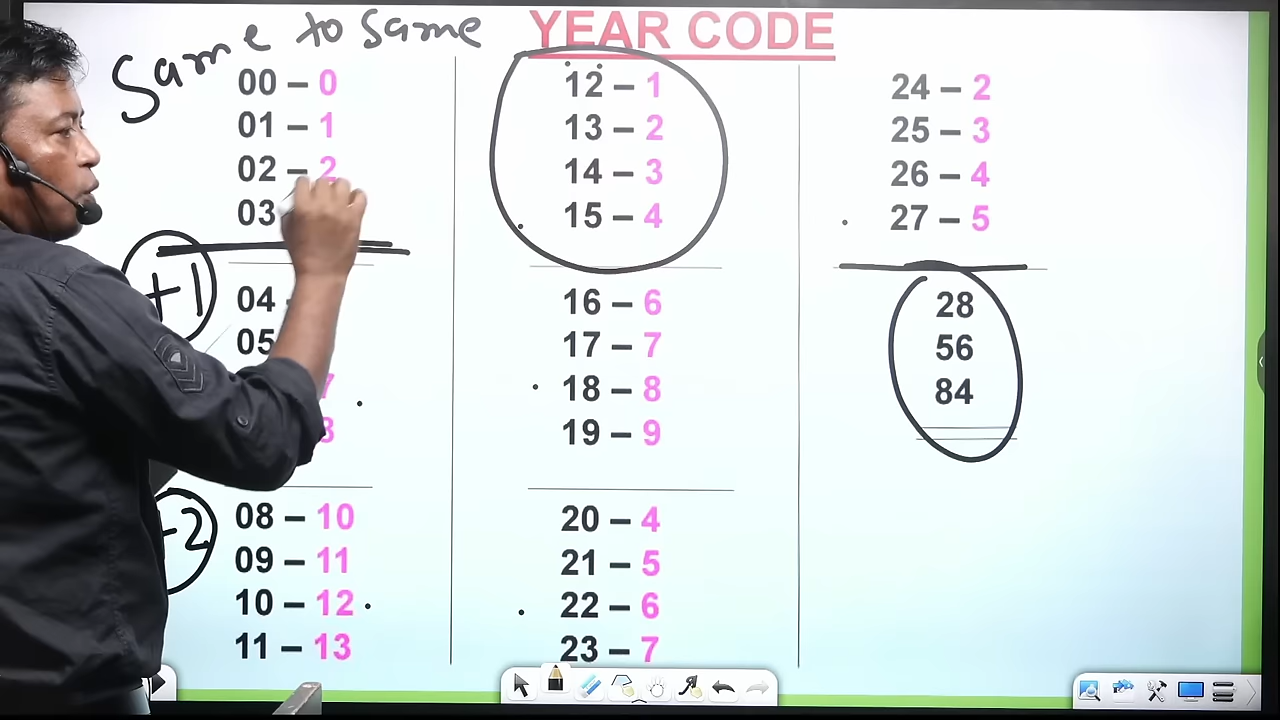 Same to Same
YEAR CODE
00 – 0
01 – 1
02 – 2
03
+1
04 -
05
7
+2
08 – 10
09 – 11
10 – 12
11 – 13
12 – 1
13 – 2
14 – 3
15 – 4
16 – 6
17 – 7
18 – 8
19 – 9
20 – 4
21 – 5
22 – 6
23 – 7
24 – 2
25 – 3
26 – 4
27 – 5
28
56
84